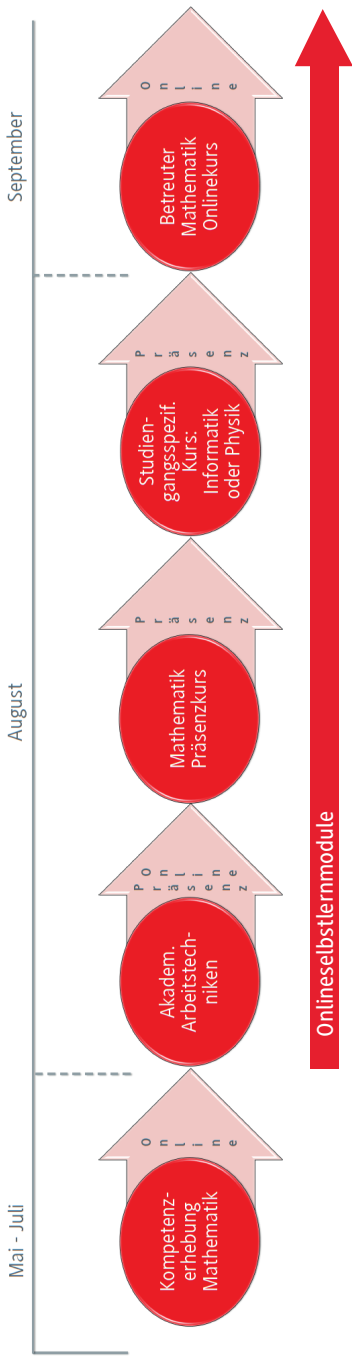 Mai - Juli
August
September
Kompetenz-
erhebung
Mathematik
Online
Akadem.
Arbeitstech-
niken
Präsenz
Online
Mathematik
Präsenzkurs
Präsenz
Studien-
gangsspezif.
Kurs:
Informatik
oder Physik
Präsenz
Betreuter
Mathematik
Onlinekurs
Online
Onlineselbstlernmodule